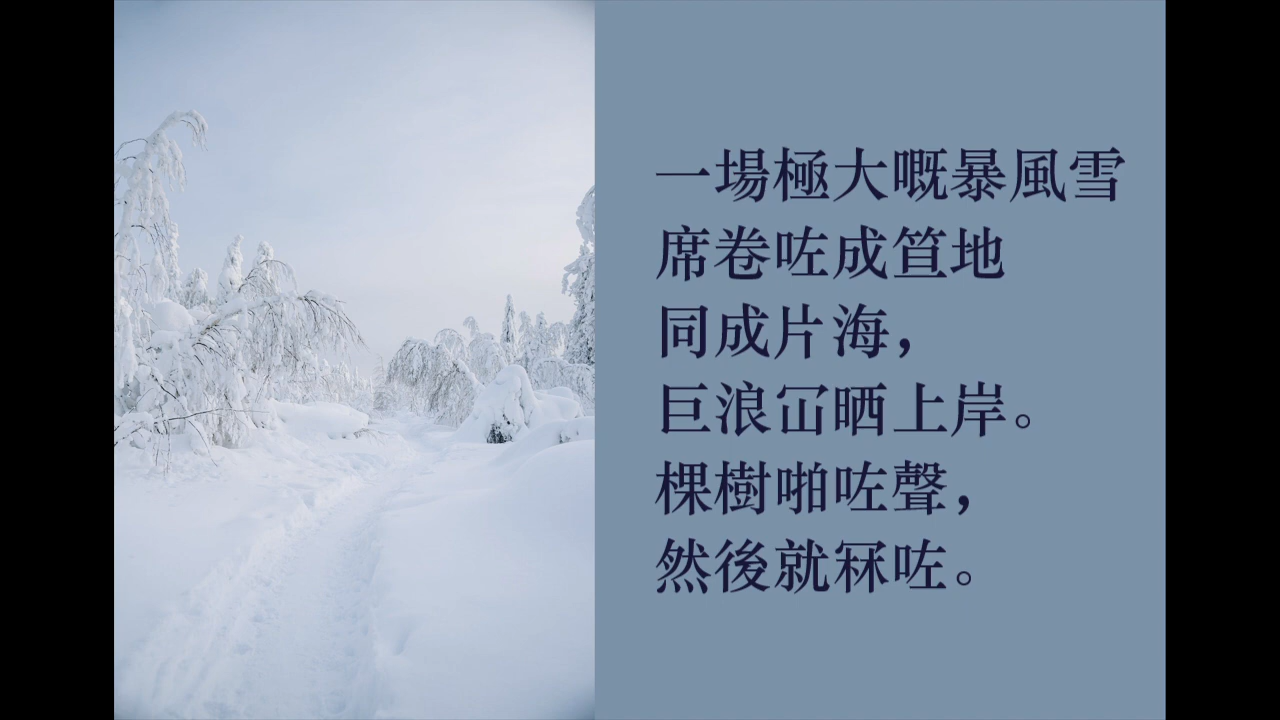 一場極大嘅暴風雪
席卷咗成笪地
同成片海，
巨浪冚晒上岸。
棵樹啪咗聲，
然後就冧咗。